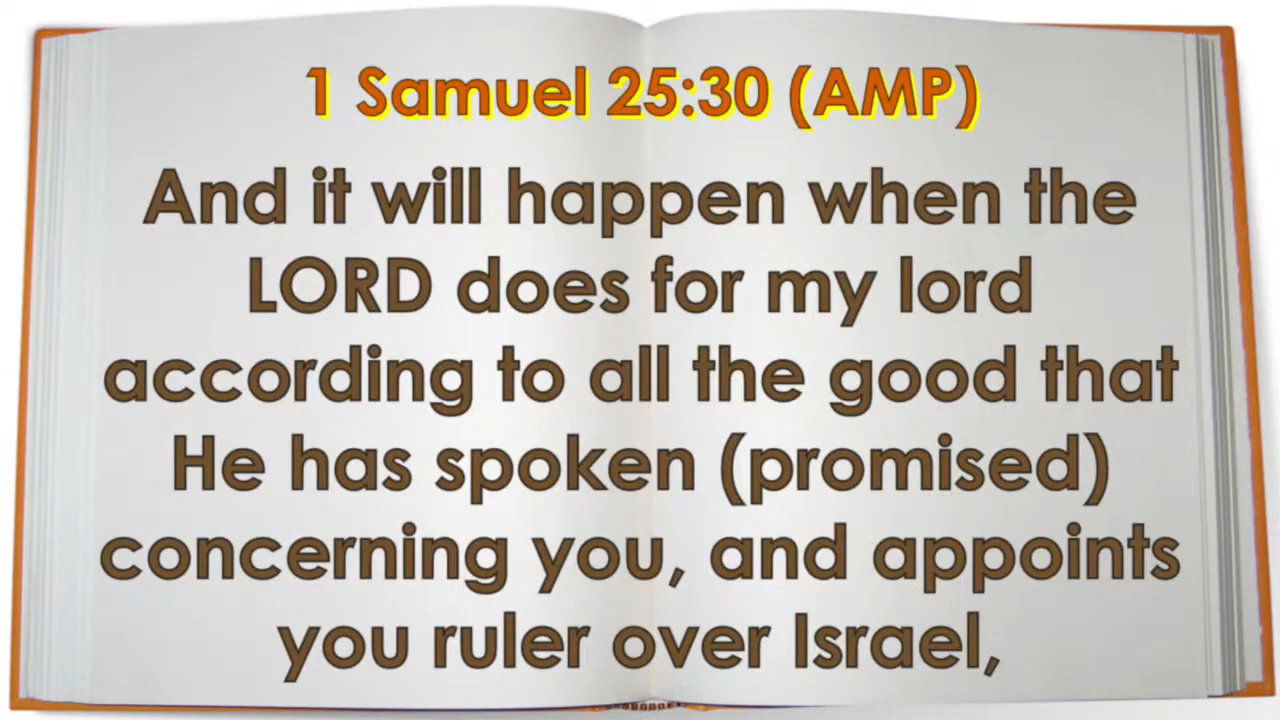 1 Samuel 25:30 (AMP)
And it will happen when the
LORD does for my lord
according to all the good that
He has spoken (promised)
concerning you, and appoints
you ruler over Israel,